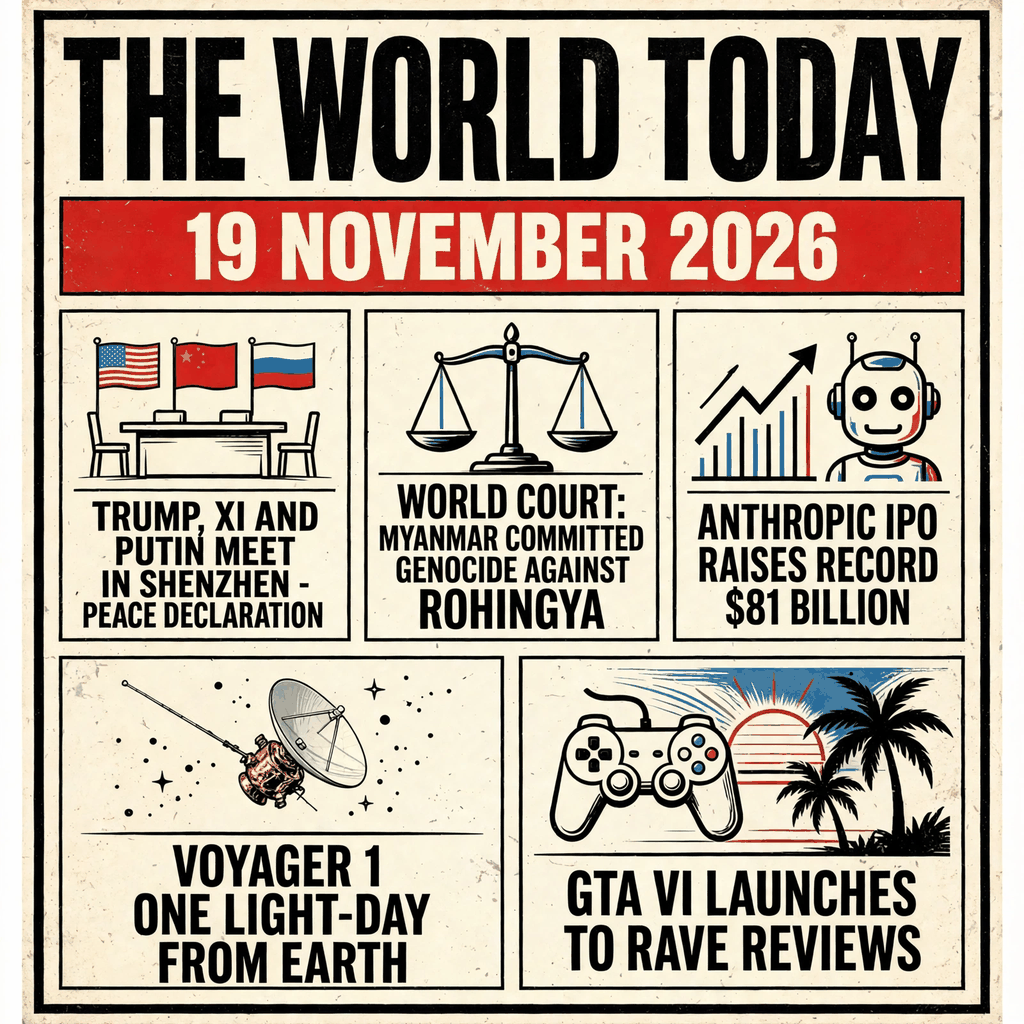 THE WORLD TODAY
19 NOVEMBER 2026
TRUMP, XI AND
PUTIN MEET
IN SHENZHEN -
PEACE DECLARATION
WORLD COURT:
MYANMAR COMMITTED
GENOCIDE AGAINST
ROHINGYA
ANTHROPIC IPO
RAISES RECORD
$81 BILLION
VOYAGER 1
ONE LIGHT-DAY
FROM EARTH
GTA VI LAUNCHES
TO RAVE REVIEWS